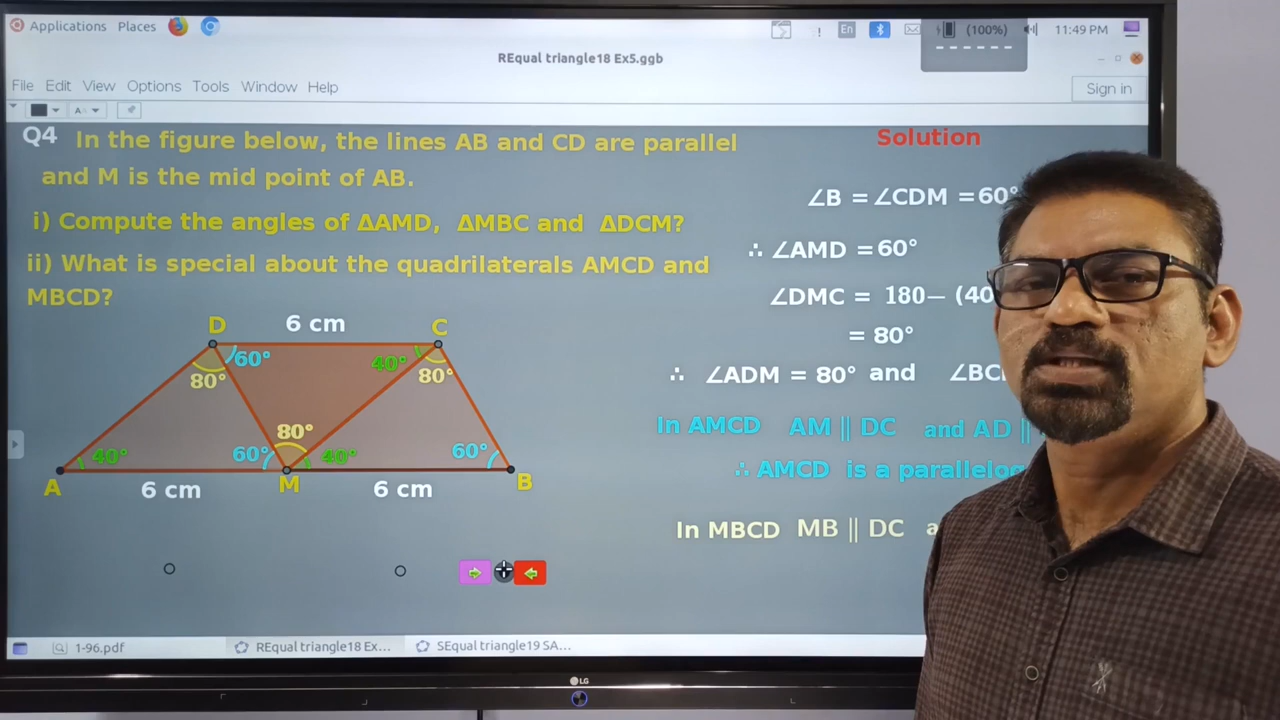 Applications Places
En
(100%)
11:49 PM
REqual triangle18 Ex5.ggb
File Edit View Options Tools Window Help
Sign in
Q4 In the figure below, the lines AB and CD are parallel
and M is the mid point of AB.
i) Compute the angles of ΔAMD, ΔMBC and ΔDCM?
ii) What is special about the quadrilaterals AMCD and
MBCD?
Solution
∠B = ∠CDM = 60°
∴ ∠AMD = 60°
∠DMC = 180– (40
= 80°
∴ ∠ADM = 80° and
In AMCD AM ∥ DC and AD ∥
∴ AMCD is a
In MBCD MB ∥ DC
D 6 cm C
60° 40°
80° 80°
80°
40° 60° 40° 60°
A 6 cm M 6 cm B
1-96.pdf
REqual triangle18 Ex...
SEqual triangle19 SA...
LG